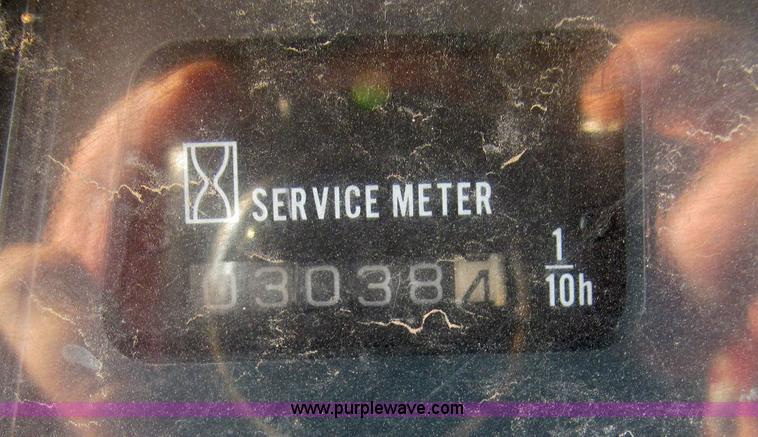 SERVICE METER
030384
1
10h
www.purplewave.com